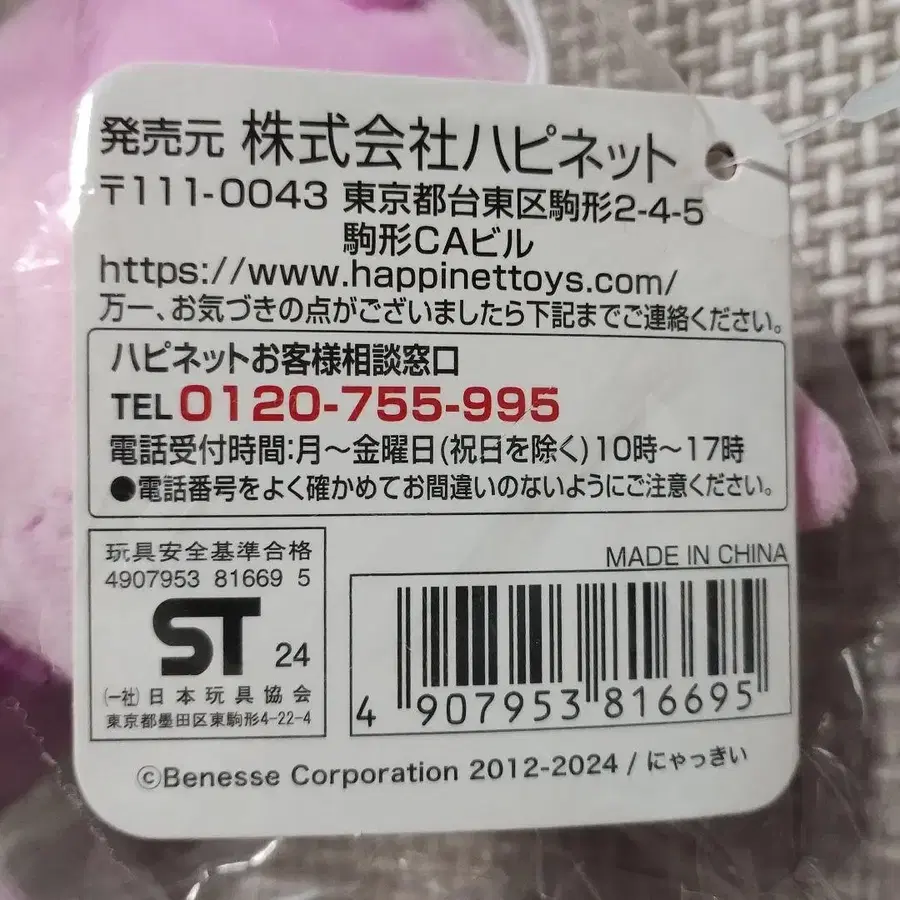 発売元 株式会社ハピネット
〒111-0043 東京都台東区駒形2-4-5
駒形CAビル
https://www.happinettoys.com/
万一、お気づきの点がございましたら下記までご連絡ください。
ハピネットお客様相談窓口
TEL 0120-755-995
電話受付時間:月～金曜日(祝日を除く)10時～17時
●電話番号をよく確かめてお間違いのないようにご注意ください。
玩具安全基準合格
4907953 81669 5
ST 24
(一社)日本玩具協会
東京都墨田区東駒形4-22-4
MADE IN CHINA
4 907953 816695
©Benesse Corporation 2012-2024 / にゃっきい